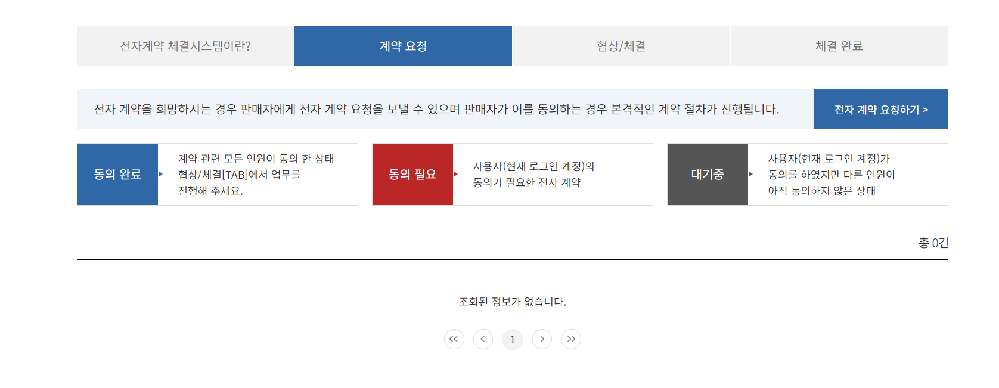 전자계약 체결시스템이란?
계약 요청
협상/체결
체결 완료
전자 계약을 희망하시는 경우 판매자에게 전자 계약 요청을 보낼 수 있으며 판매자가 이를 동의하는 경우 본격적인 계약 절차가 진행됩니다.
전자 계약 요청하기 >
동의 완료
계약 관련 모든 인원이 동의 한 상태
협상/체결[TAB]에서 업무를
진행해 주세요.
동의 필요
사용자(현재 로그인 계정)의
동의가 필요한 전자 계약
대기중
사용자(현재 로그인 계정)가
동의를 하였지만 다른 인원이
아직 동의하지 않은 상태
총 0건
조회된 정보가 없습니다.
1